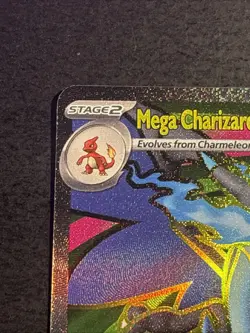 STAGE2
Mega Charizard
Evolves from Charmeleon